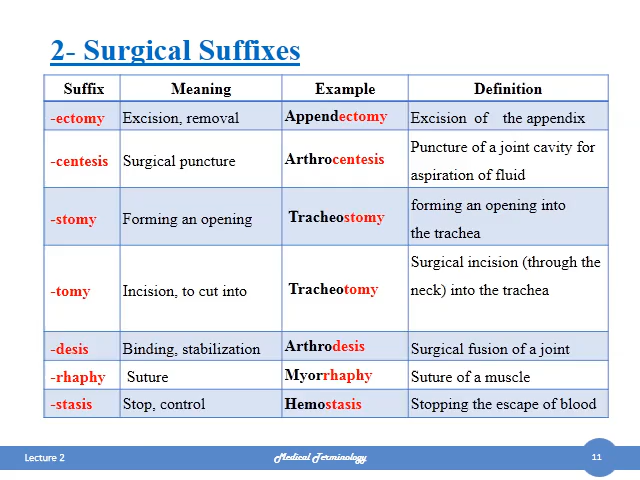 2- Surgical Suffixes
Suffix Meaning Example Definition
-ectomy Excision, removal Appendectomy Excision of the appendix
-centesis Surgical puncture Arthrocentesis Puncture of a joint cavity for
aspiration of fluid
-stomy Forming an opening Tracheostomy forming an opening into
the trachea
-tomy Incision, to cut into Tracheotomy Surgical incision (through the
neck) into the trachea
-desis Binding, stabilization Arthrodesis Surgical fusion of a joint
-rhaphy Suture Myorrhaphy Suture of a muscle
-stasis Stop, control Hemostasis Stopping the escape of blood
Lecture 2 Medical Terminology 11